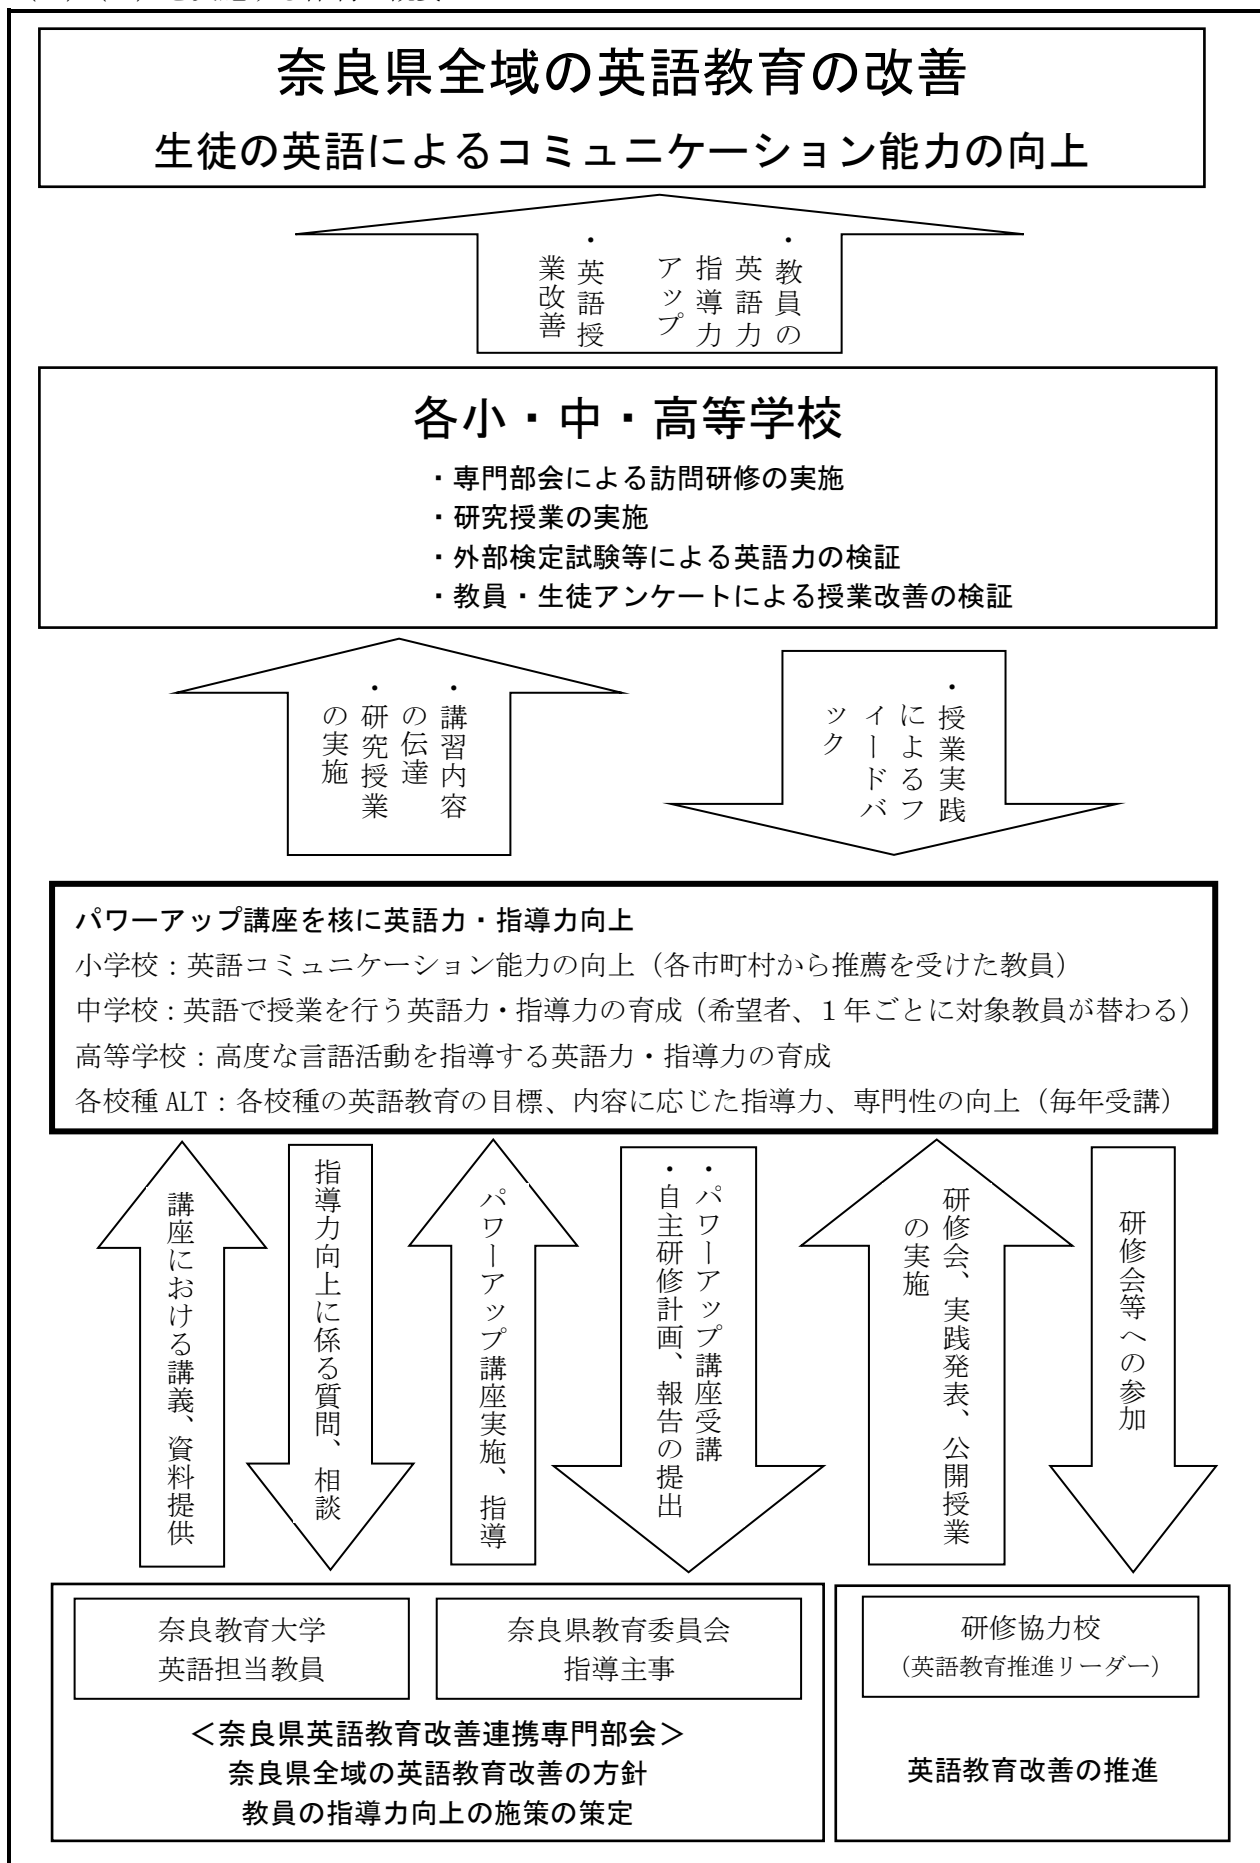 奈良県全域の英語教育の改善
生徒の英語によるコミュニケーション能力の向上
・教員の
英語力
指導力
アップ
・英語授
業改善
各小・中・高等学校
・専門部会による訪問研修の実施
・研究授業の実施
・外部検定試験等による英語力の検証
・教員・生徒アンケートによる授業改善の検証
・講習内容
の伝達
・研究授業
の実施
・授業実践
によるフ
ィードバ
ック
パワーアップ講座を核に英語力・指導力向上
小学校：英語コミュニケーション能力の向上（各市町村から推薦を受けた教員）
中学校：英語で授業を行う英語力・指導力の育成（希望者、１年ごとに対象教員が替わる）
高等学校：高度な言語活動を指導する英語力・指導力の育成
各校種 ALT：各校種の英語教育の目標、内容に応じた指導力、専門性の向上（毎年受講）
講座における講義、資料提供
指導力向上に係る質問、相談
パワーアップ講座実施、指導
・パワーアップ講座受講
・自主研修計画、報告の提出
研修会、実践発表、公開授業
の実施
研修会等への参加
奈良教育大学
英語担当教員
奈良県教育委員会
指導主事
＜奈良県英語教育改善連携専門部会＞
奈良県全域の英語教育改善の方針
教員の指導力向上の施策の策定
研修協力校
（英語教育推進リーダー）
英語教育改善の推進